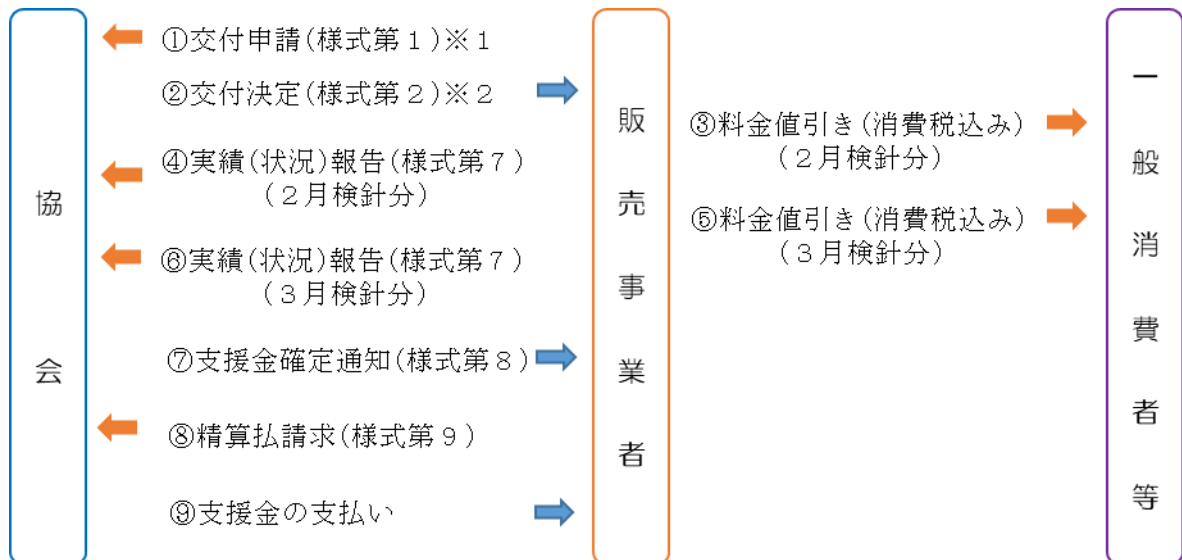 協会
①交付申請(様式第1)※1
②交付決定(様式第2)※2
④実績(状況)報告(様式第7)
(2月検針分)
⑥実績(状況)報告(様式第7)
(3月検針分)
⑦支援金確定通知(様式第8)
⑧精算払請求(様式第9)
⑨支援金の支払い
販売事業者
③料金値引き(消費税込み)
(2月検針分)
⑤料金値引き(消費税込み)
(3月検針分)
一般消費者等